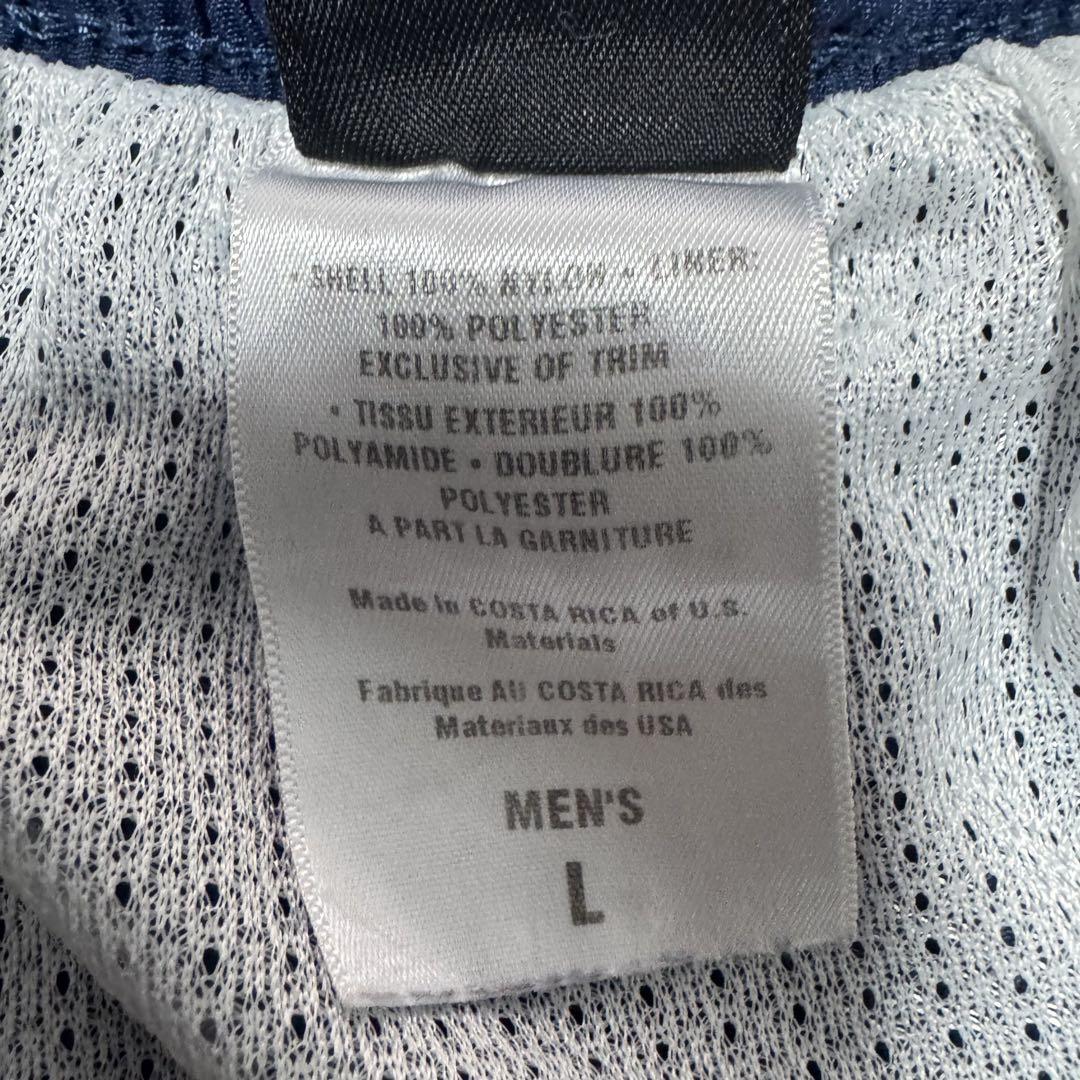 • SHELL 100% NYLON • LINER:
100% POLYESTER
EXCLUSIVE OF TRIM
• TISSU EXTERIEUR 100%
POLYAMIDE • DOUBLURE 100%
POLYESTER
A PART LA GARNITURE
Made in COSTA RICA of U.S.
Materials
Fabrique AU COSTA RICA des
Materiaux des USA
MEN'S
L